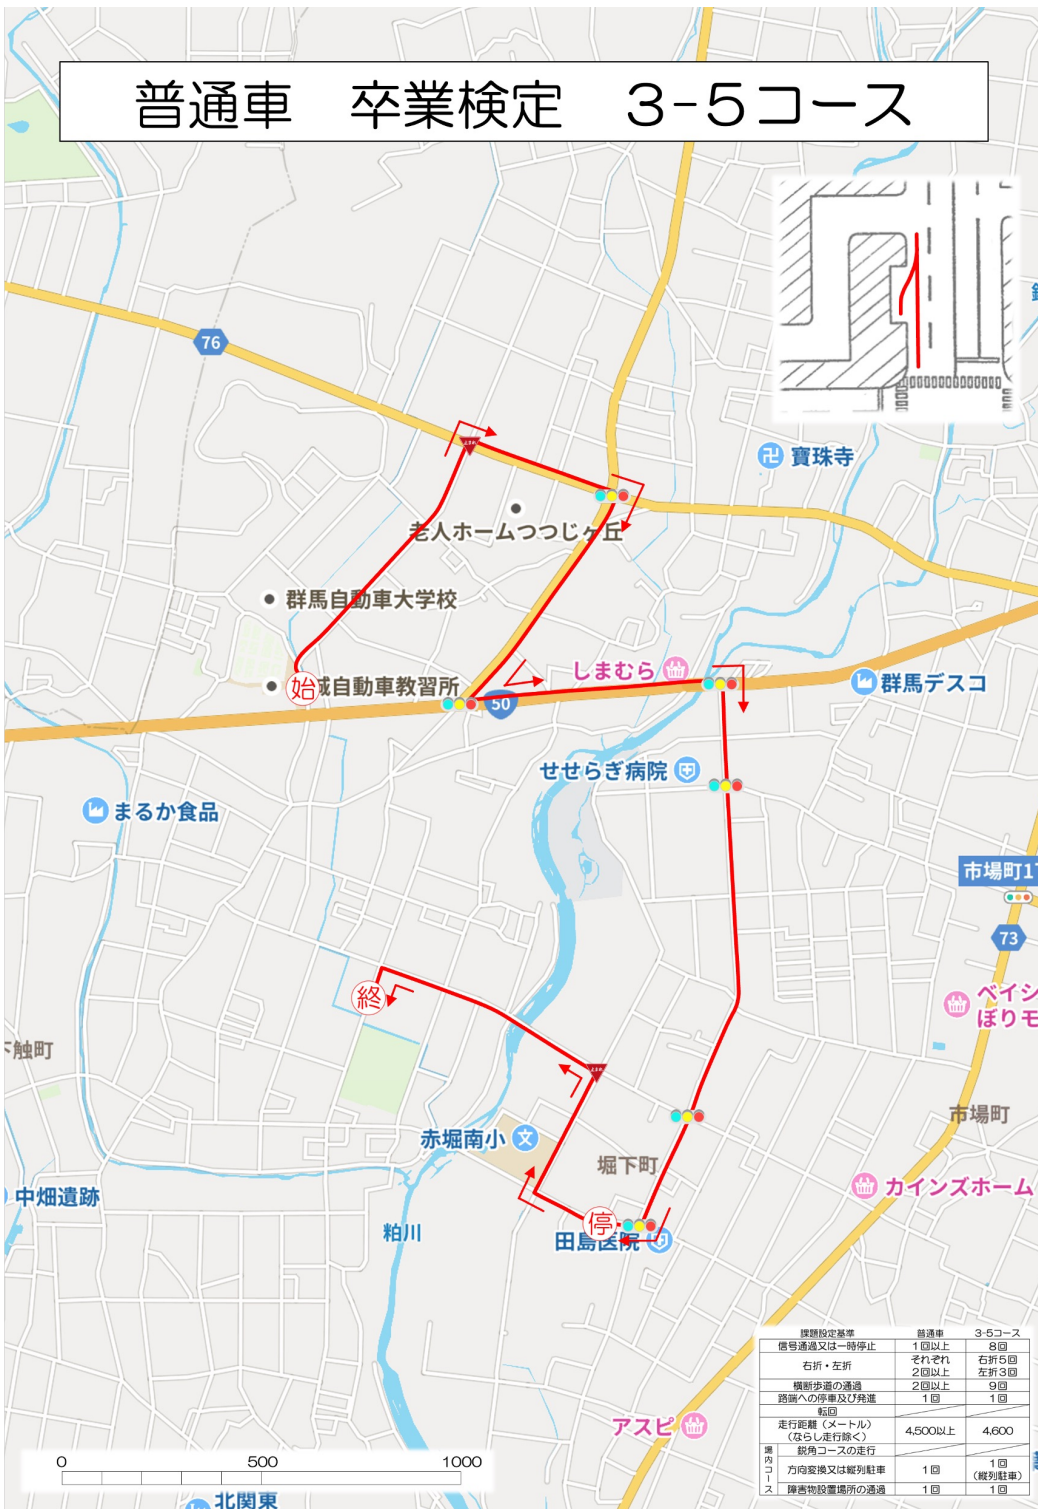 普通車　卒業検定　3-5コース
76
寶珠寺
老人ホームつつじヶ丘
群馬自動車大学校
しまむら
始
城自動車教習所
群馬デスコ
50
せせらぎ病院
まるか食品
市場町1
73
終
ベイシ
ぼりモ
下触町
市場町
赤堀南小
文
堀下町
カインズホーム
中畑遺跡
停
粕川
田島医院
アスピ
課題設定基準 普通車 3-5コース
信号通過又は一時停止 1回以上 8回
右折・左折 それぞれ2回以上 右折5回 左折3回
横断歩道の通過 2回以上 9回
路端への停車及び発進 1回 1回
転回
走行距離（メートル）（ならし走行除く） 4,500以上 4,600
場内コース
鋭角コースの走行
方向変換又は縦列駐車 1回 1回（縦列駐車）
障害物設置場所の通過 1回 1回
0 500 1000
北関東